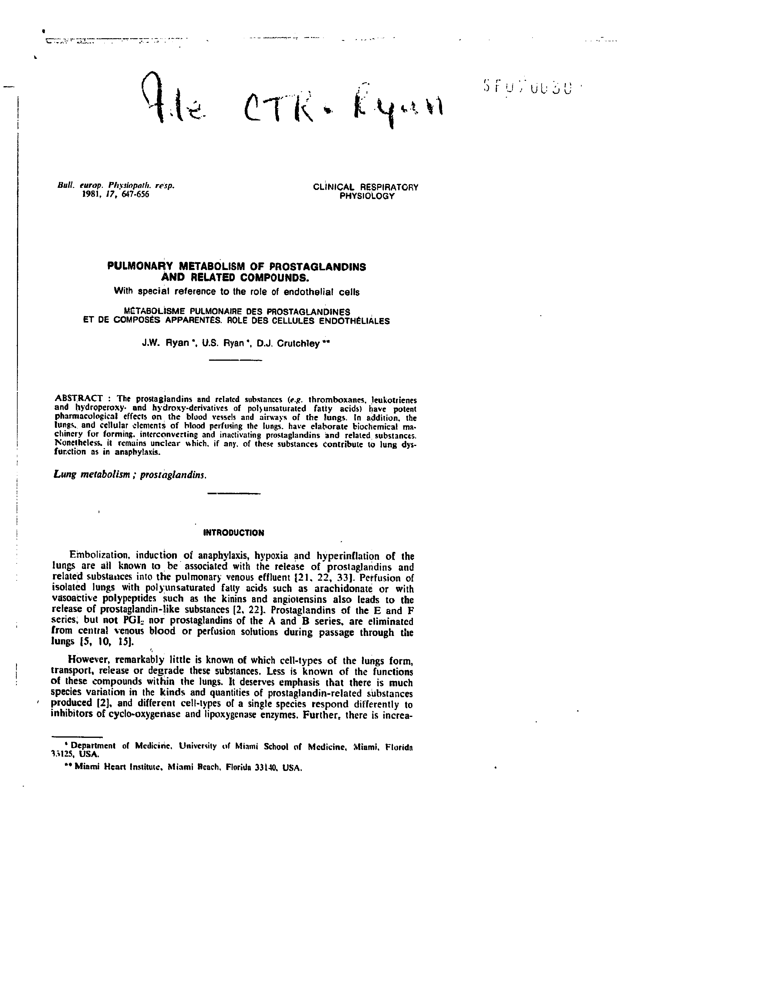 File CTR - Ryan
Bull. europ. Physiopath. resp.
1981, 17, 647-656
CLINICAL RESPIRATORY
PHYSIOLOGY
PULMONARY METABOLISM OF PROSTAGLANDINS
AND RELATED COMPOUNDS.
With special reference to the role of endothelial cells
MÉTABOLISME PULMONAIRE DES PROSTAGLANDINES
ET DE COMPOSÉS APPARENTÉS. ROLE DES CELLULES ENDOTHÉLIALES
J.W. Ryan *, U.S. Ryan *, D.J. Crutchley **
ABSTRACT : The prostaglandins and related substances (e.g. thromboxanes, leukotrienes
and hydroperoxy- and hydroxy-derivatives of polyunsaturated fatty acids) have potent
pharmacological effects on the blood vessels and airways of the lungs. In addition, the
lungs, and cellular elements of blood perfusing the lungs, have elaborate biochemical ma-
chinery for forming, interconverting and inactivating prostaglandins and related substances.
Nonetheless, it remains unclear which, if any, of these substances contribute to lung dys-
function as in anaphylaxis.
Lung metabolism ; prostaglandins.
INTRODUCTION
Embolization, induction of anaphylaxis, hypoxia and hyperinflation of the
lungs are all known to be associated with the release of prostaglandins and
related substances into the pulmonary venous effluent [21, 22, 33]. Perfusion of
isolated lungs with polyunsaturated fatty acids such as arachidonate or with
vasoactive polypeptides such as the kinins and angiotensins also leads to the
release of prostaglandin-like substances [2, 22]. Prostaglandins of the E and F
series, but not PGI₂ nor prostaglandins of the A and B series, are eliminated
from central venous blood or perfusion solutions during passage through the
lungs [5, 10, 15].
However, remarkably little is known of which cell-types of the lungs form,
transport, release or degrade these substances. Less is known of the functions
of these compounds within the lungs. It deserves emphasis that there is much
species variation in the kinds and quantities of prostaglandin-related substances
produced [2], and different cell-types of a single species respond differently to
inhibitors of cyclo-oxygenase and lipoxygenase enzymes. Further, there is increa-
* Department of Medicine, University of Miami School of Medicine, Miami, Florida
33125, USA.
** Miami Heart Institute, Miami Beach, Florida 33140, USA.